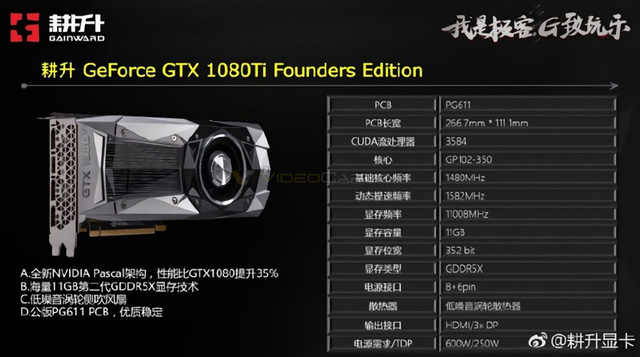 耕升
GAINWARD
我是极客,G致玩乐
耕升 GeForce GTX 1080Ti Founders Edition
GTX 1080
VIDEOCARDZ
PCB PG611
PCB长宽 266.7mm * 111.1mm
CUDA流处理器 3584
核心 GP102-350
基础核心频率 1480MHz
动态提速频率 1582MHz
显存频率 11008MHz
显存容量 11GB
显存位宽 352 bit
显存类型 GDDR5X
电源接口 8+6pin
散热器 低噪音涡轮散热器
输出接口 HDMI/3x DP
电源需求/TDP 600W/250W
A.全新NVIDIA Pascal架构，性能比GTX1080提升35%
B.海量11GB第二代GDDR5X显存技术
C.低噪音涡轮侧吹风扇
D.公版PG611 PCB，优质稳定
@耕升显卡